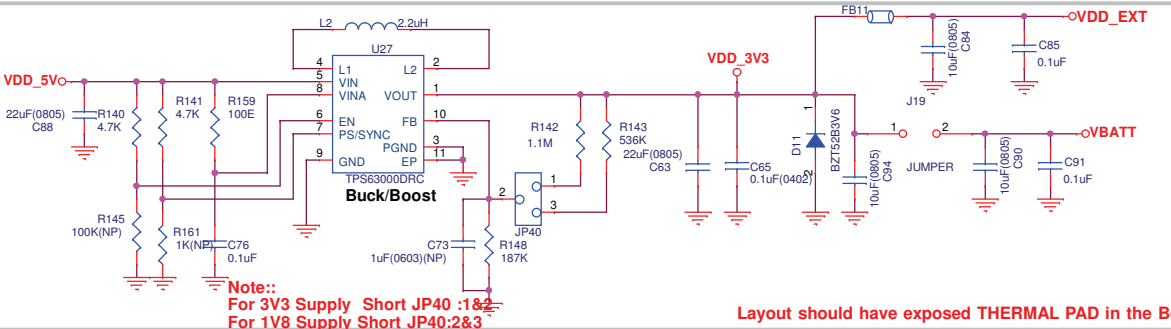 FB11
VDD_EXT
10uF(0805)
C84
C85
0.1uF
L2
2.2uH
U27
VDD_5V
4
L1
L2
2
5
VIN
8
VINA
VOUT
1
VDD_3V3
22uF(0805)
C88
R140
4.7K
R141
4.7K
R159
100E
6
EN
FB
10
7
PS/SYNC
PGND
3
9
GND
EP
11
TPS63000DRC
Buck/Boost
R142
1.1M
R143
536K
22uF(0805)
C63
C65
0.1uF(0402)
1
D11
BZT52B3V6
2
10uF(0805)
C94
J19
1
2
JUMPER
VBATT
10uF(0805)
C90
C91
0.1uF
R145
100K(NP)
R161
1K(NP)
C76
0.1uF
2
1
3
JP40
C73
1uF(0603)(NP)
R148
187K
Note::
For 3V3 Supply Short JP40 :1&2
For 1V8 Supply Short JP40:2&3
Layout should have exposed THERMAL PAD in the B